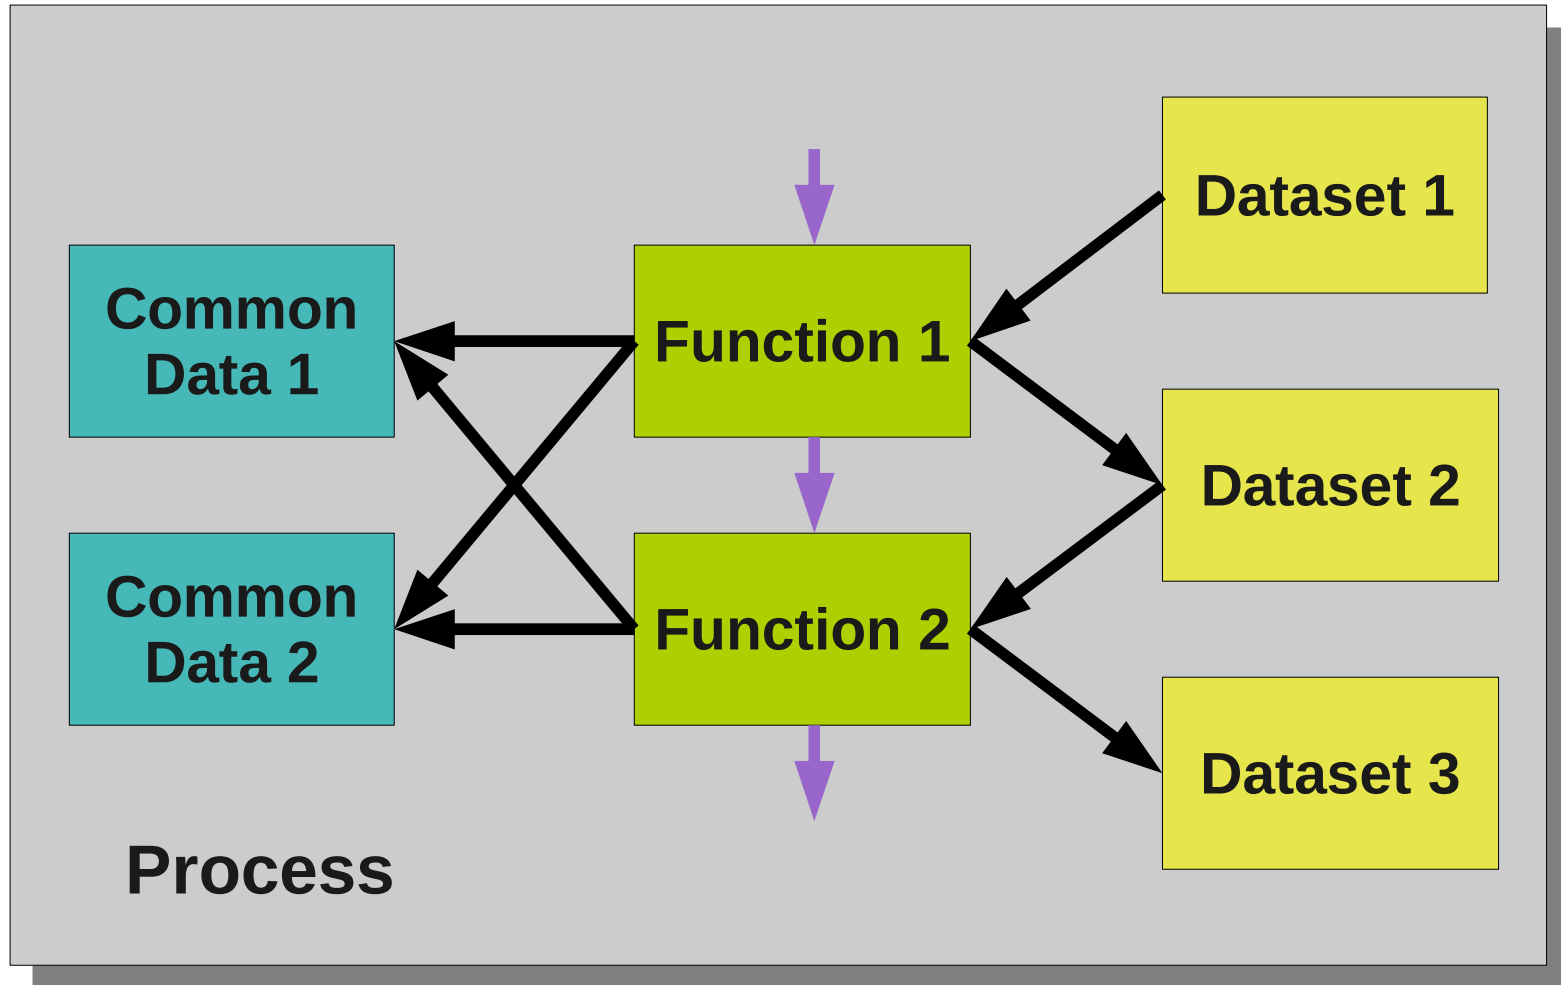 Dataset 1
Common
Data 1
Function 1
Dataset 2
Common
Data 2
Function 2
Dataset 3
Process